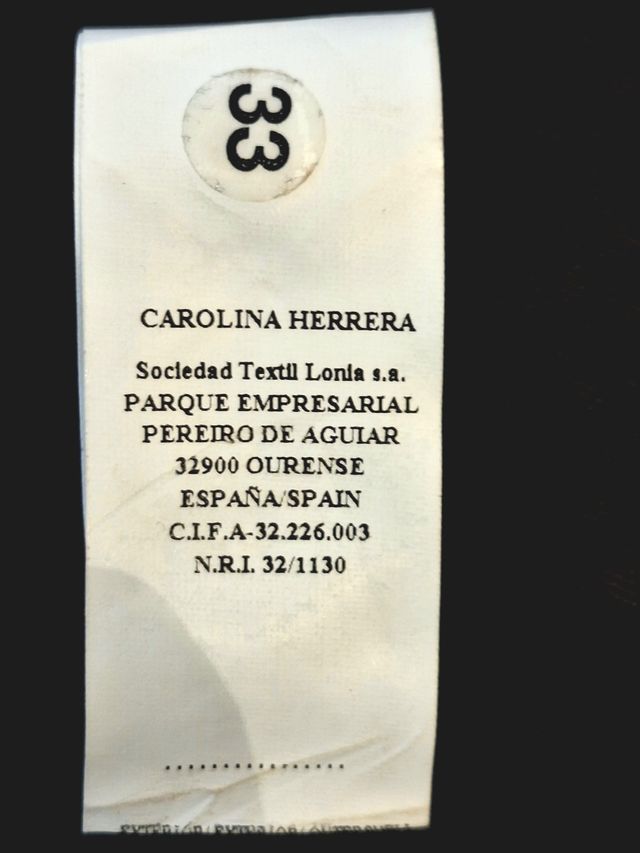 33
CAROLINA HERRERA
Sociedad Textil Lonia s.a.
PARQUE EMPRESARIAL
PEREIRO DE AGUIAR
32900 OURENSE
ESPAÑA/SPAIN
C.I.F.A-32.226.003
N.R.I. 32/1130
................